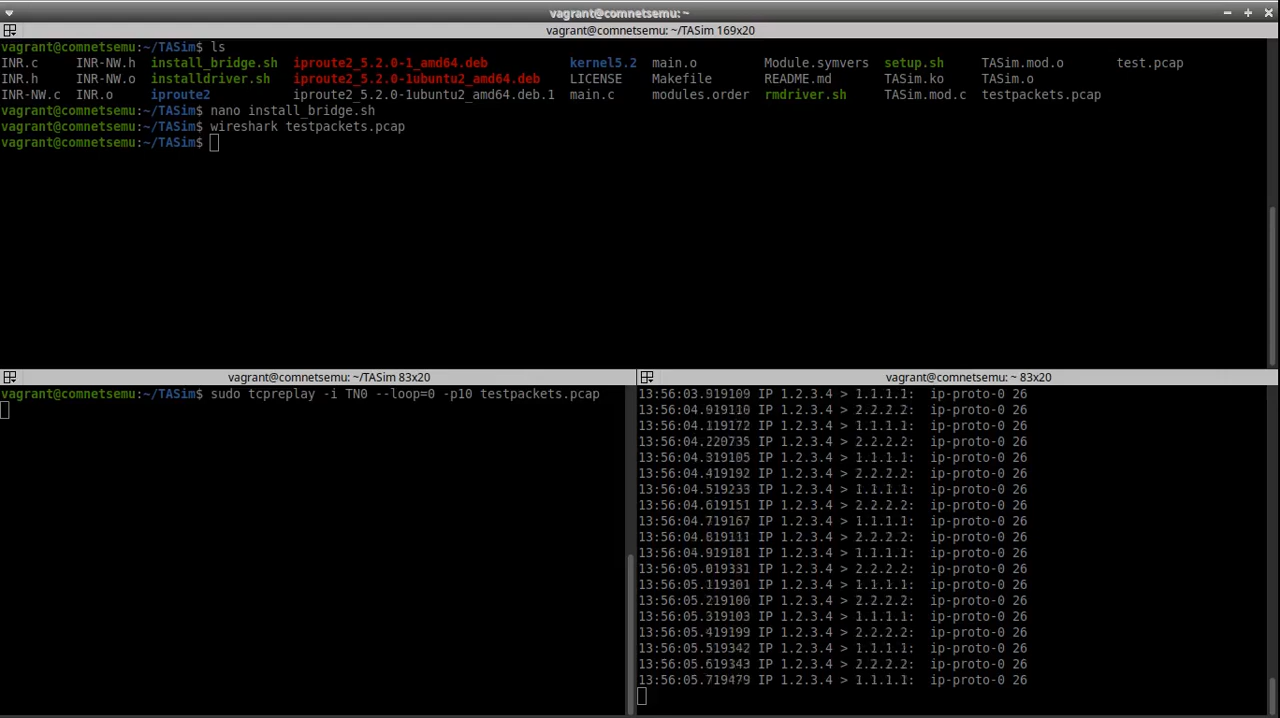 vagrant@comnetsemu: ~
vagrant@comnetsemu: ~/TASim 169x20
vagrant@comnetsemu:~/TASim$ ls
INR.c INR-NW.h install_bridge.sh iproute2_5.2.0-1_amd64.deb kernel5.2 main.o Module.symvers setup.sh TASim.mod.o test.pcap
INR.h INR-NW.o installdriver.sh iproute2_5.2.0-1ubuntu2_amd64.deb LICENSE Makefile README.md TASim.ko TASim.o
INR-NW.c INR.o iproute2 iproute2_5.2.0-1ubuntu2_amd64.deb.1 main.c modules.order rmdriver.sh TASim.mod.c testpackets.pcap
vagrant@comnetsemu:~/TASim$ nano install_bridge.sh
vagrant@comnetsemu:~/TASim$ wireshark testpackets.pcap
vagrant@comnetsemu:~/TASim$
vagrant@comnetsemu: ~/TASim 83x20
vagrant@comnetsemu:~/TASim$ sudo tcpreplay -i TN0 --loop=0 -p10 testpackets.pcap
vagrant@comnetsemu: ~ 83x20
13:56:03.919109 IP 1.2.3.4 > 1.1.1.1: ip-proto-0 26
13:56:04.919110 IP 1.2.3.4 > 2.2.2.2: ip-proto-0 26
13:56:04.119172 IP 1.2.3.4 > 1.1.1.1: ip-proto-0 26
13:56:04.220735 IP 1.2.3.4 > 2.2.2.2: ip-proto-0 26
13:56:04.319105 IP 1.2.3.4 > 1.1.1.1: ip-proto-0 26
13:56:04.419192 IP 1.2.3.4 > 2.2.2.2: ip-proto-0 26
13:56:04.519233 IP 1.2.3.4 > 1.1.1.1: ip-proto-0 26
13:56:04.619151 IP 1.2.3.4 > 2.2.2.2: ip-proto-0 26
13:56:04.719167 IP 1.2.3.4 > 1.1.1.1: ip-proto-0 26
13:56:04.819111 IP 1.2.3.4 > 2.2.2.2: ip-proto-0 26
13:56:04.919181 IP 1.2.3.4 > 1.1.1.1: ip-proto-0 26
13:56:05.019331 IP 1.2.3.4 > 2.2.2.2: ip-proto-0 26
13:56:05.119301 IP 1.2.3.4 > 1.1.1.1: ip-proto-0 26
13:56:05.219100 IP 1.2.3.4 > 2.2.2.2: ip-proto-0 26
13:56:05.319103 IP 1.2.3.4 > 1.1.1.1: ip-proto-0 26
13:56:05.419199 IP 1.2.3.4 > 2.2.2.2: ip-proto-0 26
13:56:05.519342 IP 1.2.3.4 > 1.1.1.1: ip-proto-0 26
13:56:05.619343 IP 1.2.3.4 > 2.2.2.2: ip-proto-0 26
13:56:05.719479 IP 1.2.3.4 > 1.1.1.1: ip-proto-0 26